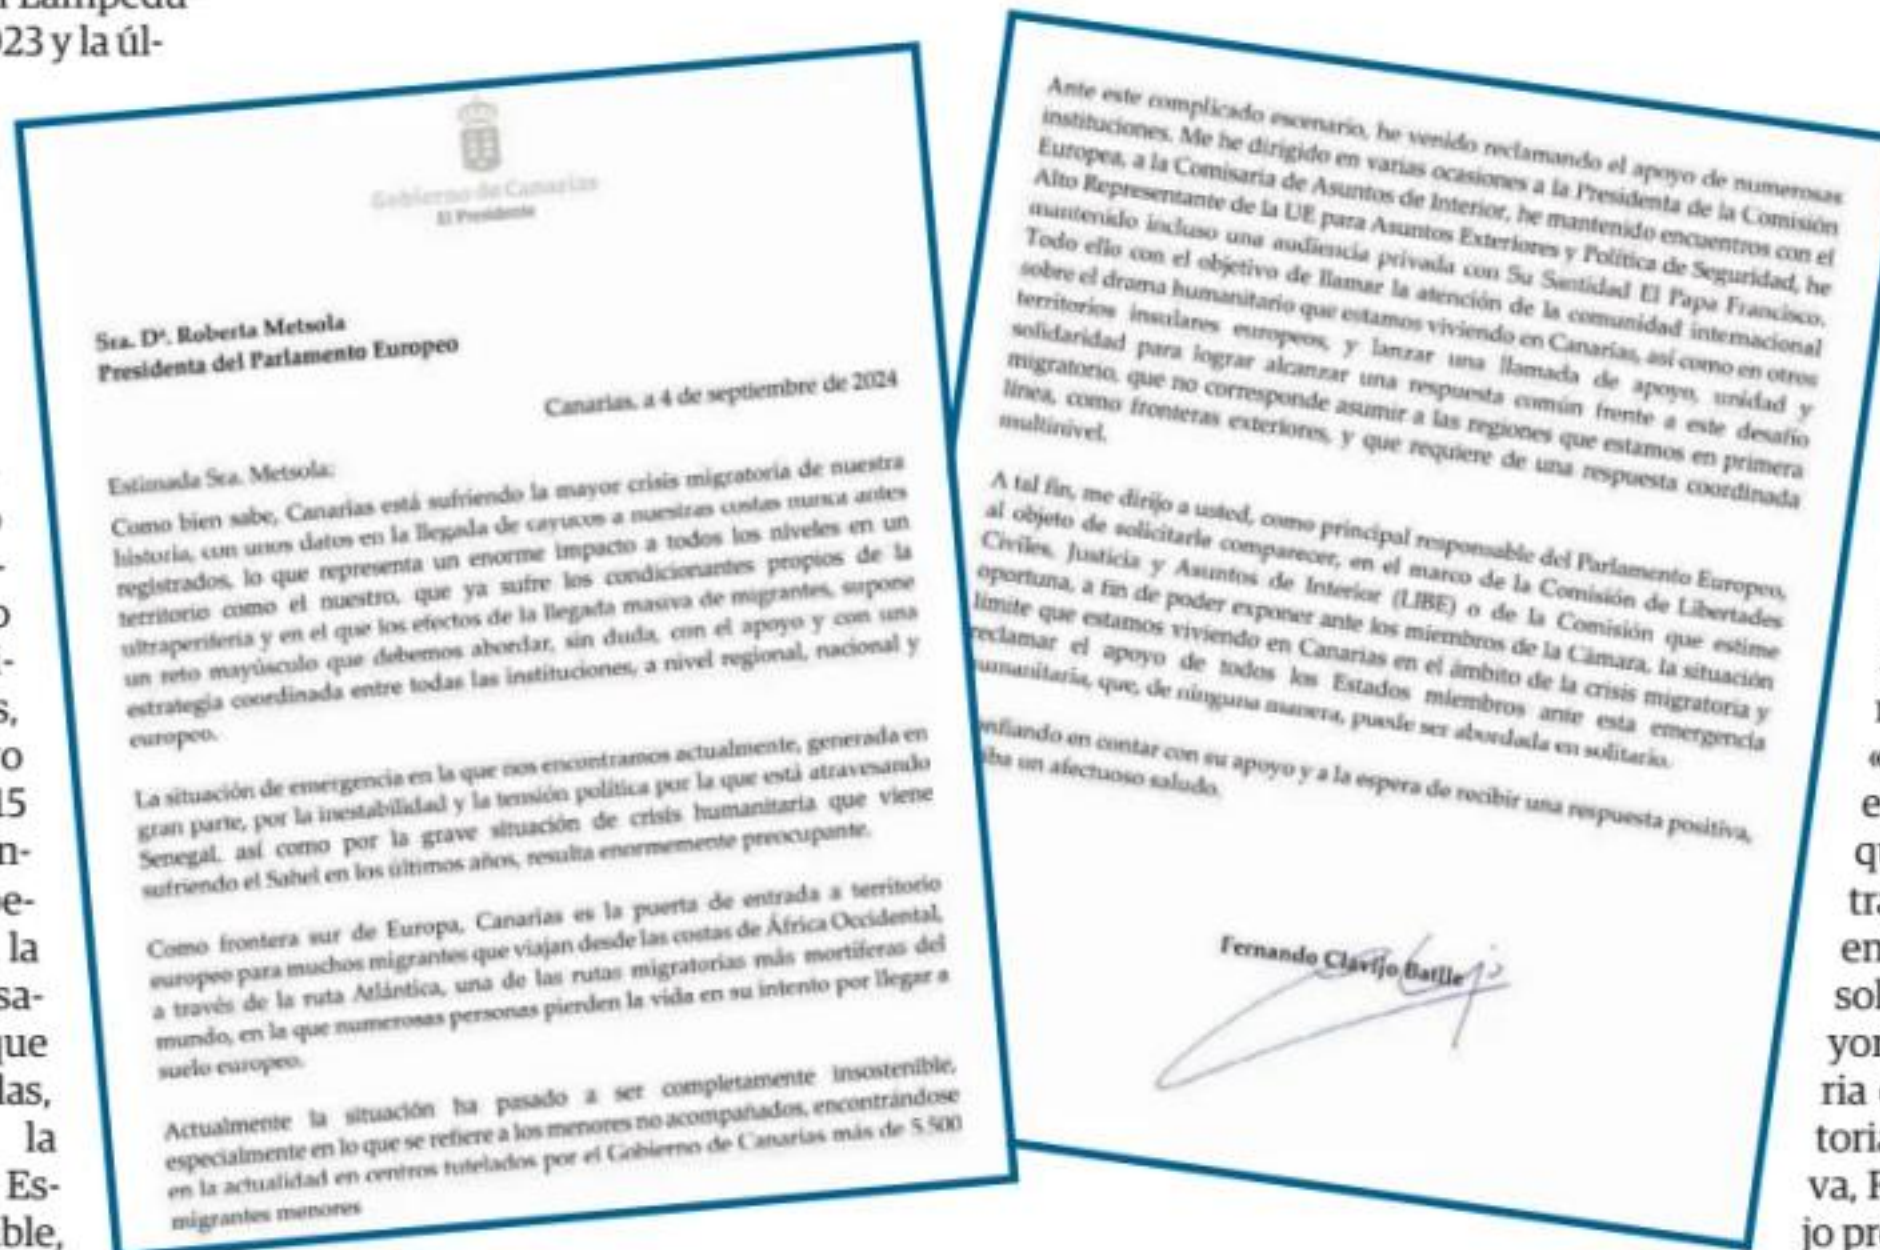 23 y la úl-
Gobierno de Canarias
El Presidente
Sra. Dª. Roberta Metsola
Presidenta del Parlamento Europeo
Canarias, a 4 de septiembre de 2024
Estimada Sra. Metsola:
Como bien sabe, Canarias está sufriendo la mayor crisis migratoria de nuestra
historia, con unos datos en la llegada de cayucos a nuestras costas nunca antes
registrados, lo que representa un enorme impacto a todos los niveles en un
territorio como el nuestro, que ya sufre los condicionantes propios de la
ultraperiferia y en el que los efectos de la llegada masiva de migrantes, supone
un reto mayúsculo que debemos abordar, sin duda, con el apoyo y con una
estrategia coordinada entre todas las instituciones, a nivel regional, nacional y
europeo.
La situación de emergencia en la que nos encontramos actualmente, generada en
gran parte, por la inestabilidad y la tensión política por la que está atravesando
Senegal, así como por la grave situación de crisis humanitaria que viene
sufriendo el Sahel en los últimos años, resulta enormemente preocupante.
Como frontera sur de Europa, Canarias es la puerta de entrada a territorio
europeo para muchos migrantes que viajan desde las costas de África Occidental,
a través de la ruta Atlántica, una de las rutas migratorias más mortíferas del
mundo, en la que numerosas personas pierden la vida en su intento por llegar a
suelo europeo.
Actualmente la situación ha pasado a ser completamente insostenible,
especialmente en lo que se refiere a los menores no acompañados, encontrándose
en la actualidad en centros tutelados por el Gobierno de Canarias más de 5.500
migrantes menores
Ante este complicado escenario, he venido reclamando el apoyo de numerosas
instituciones. Me he dirigido en varias ocasiones a la Presidenta de la Comisión
Europea, a la Comisaria de Asuntos de Interior, he mantenido encuentros con el
Alto Representante de la UE para Asuntos Exteriores y Política de Seguridad, he
mantenido incluso una audiencia privada con Su Santidad El Papa Francisco.
Todo ello con el objetivo de llamar la atención de la comunidad internacional
sobre el drama humanitario que estamos viviendo en Canarias, así como en otros
territorios insulares europeos, y lanzar una llamada de apoyo, unidad y
solidaridad para lograr alcanzar una respuesta común frente a este desafío
migratorio, que no corresponde asumir a las regiones que estamos en primera
línea, como fronteras exteriores, y que requiere de una respuesta coordinada
multinivel.
A tal fin, me dirijo a usted, como principal responsable del Parlamento Europeo,
al objeto de solicitarle comparecer, en el marco de la Comisión de Libertades
Civiles, Justicia y Asuntos de Interior (LIBE) o de la Comisión que estime
oportuna, a fin de poder exponer ante los miembros de la Cámara, la situación
límite que estamos viviendo en Canarias en el ámbito de la crisis migratoria y
reclamar el apoyo de todos los Estados miembros ante esta emergencia
umanitaria, que, de ninguna manera, puede ser abordada en solitario.
nfiando en contar con su apoyo y a la espera de recibir una respuesta positiva,
iba un afectuoso saludo.
Fernando Clavijo Batlle
o
s,
o
15
n-
la
sa-
que
las,
la
Es-
ble,
e
en
sol
yor
ria
toria
va,
jo pr